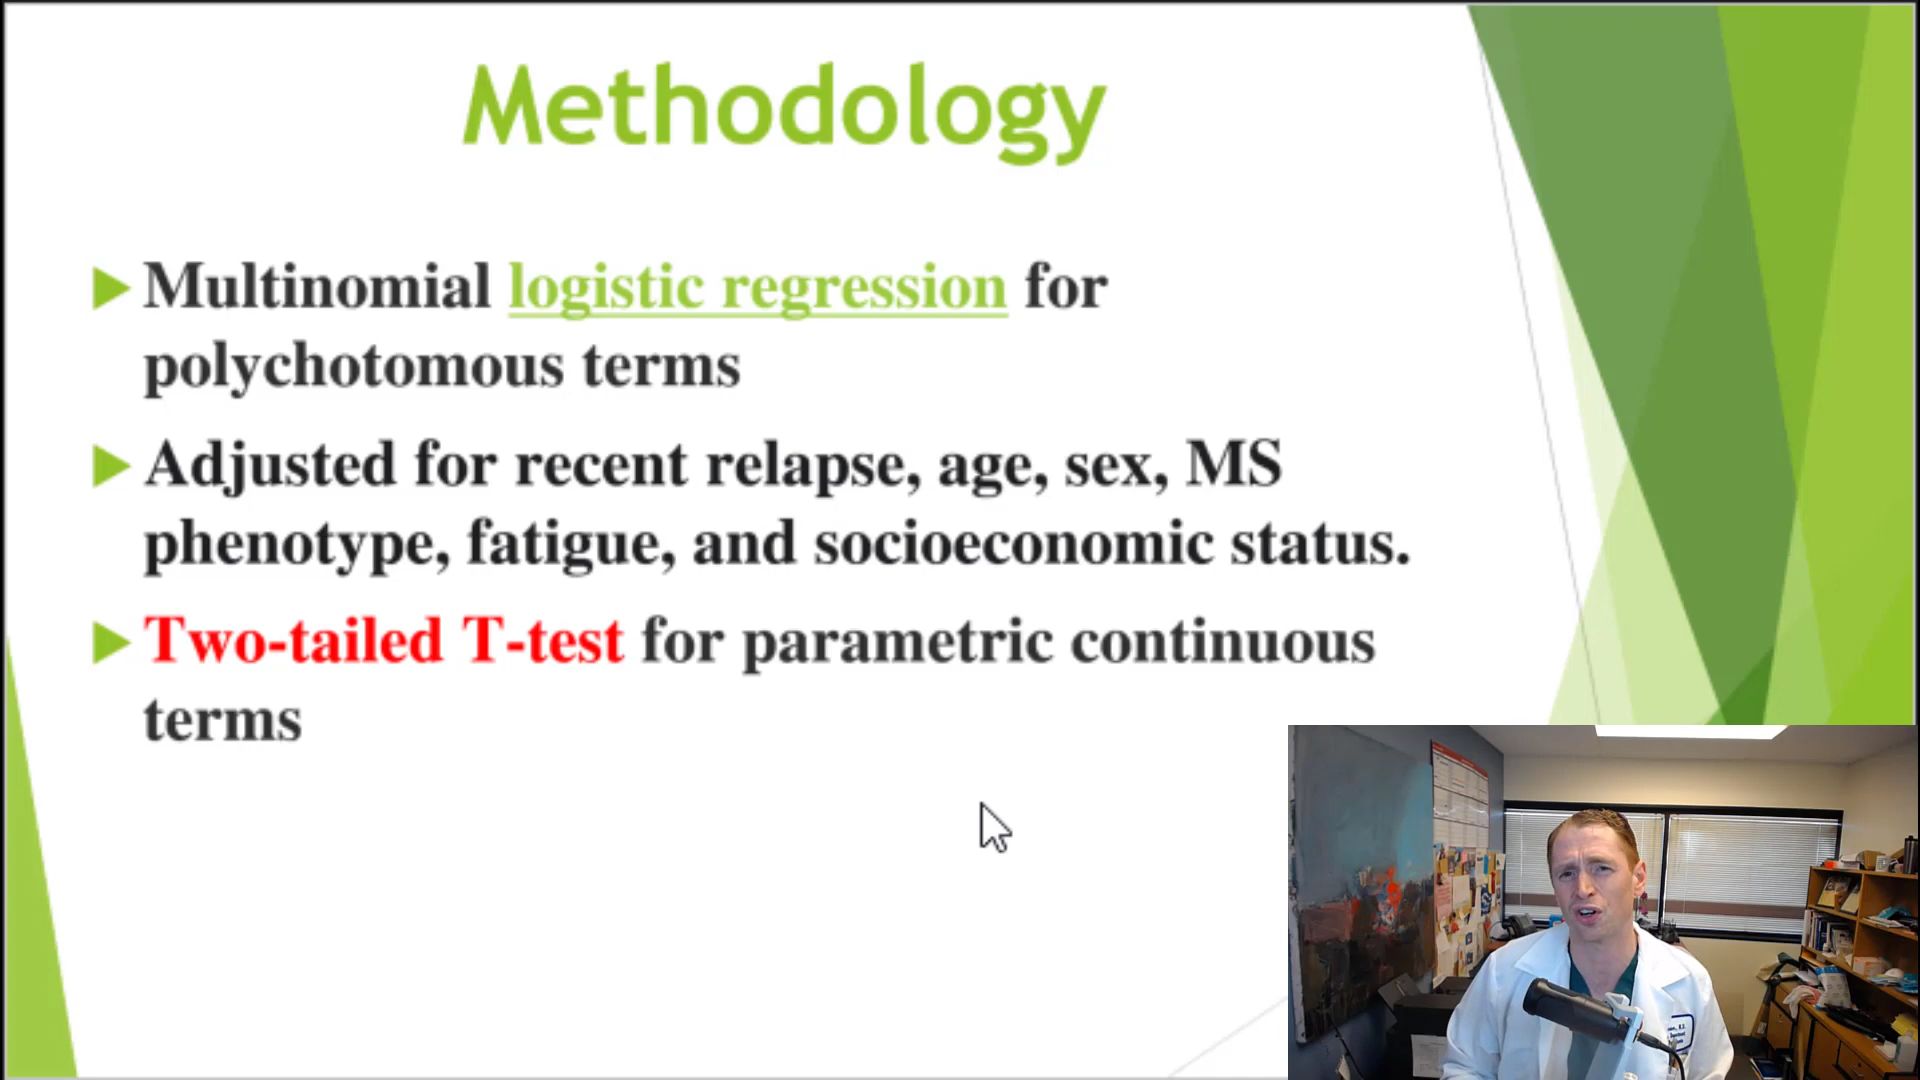 Methodology
Multinomial logistic regression for
polychotomous terms
Adjusted for recent relapse, age, sex, MS
phenotype, fatigue, and socioeconomic status.
Two-tailed T-test for parametric continuous
terms